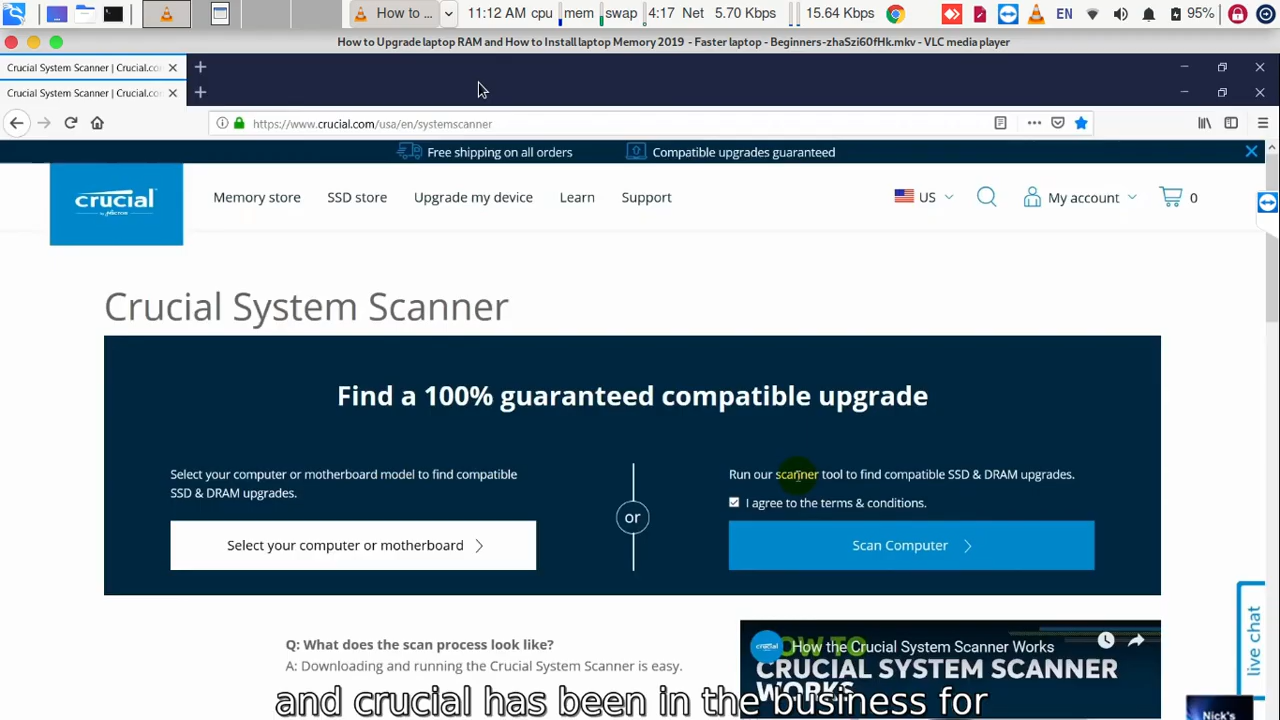 How to ... 11:12 AM cpu mem swap 4:17 Net 5.70 Kbps 15.64 Kbps EN 95%
How to Upgrade laptop RAM and How to Install laptop Memory 2019 - Faster laptop - Beginners-zhaSzi60fHk.mkv - VLC media player
Crucial System Scanner | Crucial.co
Crucial System Scanner | Crucial.co
https://www.crucial.com/usa/en/systemscanner
Free shipping on all orders Compatible upgrades guaranteed
crucial by Micron Memory store SSD store Upgrade my device Learn Support US My account 0
Crucial System Scanner
Find a 100% guaranteed compatible upgrade
Select your computer or motherboard model to find compatible
SSD & DRAM upgrades.
Select your computer or motherboard
or
Run our scanner tool to find compatible SSD & DRAM upgrades.
I agree to the terms & conditions.
Scan Computer
live chat
Q: What does the scan process look like?
A: Downloading and running the Crucial System Scanner is easy.
How the Crucial System Scanner Works
HOW TO
CRUCIAL SYSTEM SCANNER
WORKS
Nick's
and crucial has been in the business for